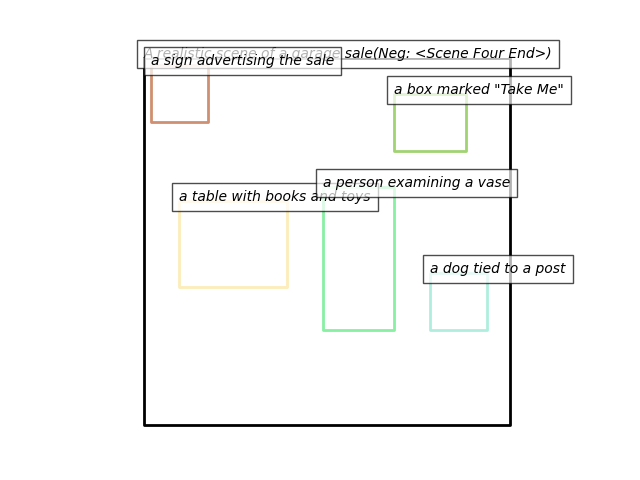 A realistic scene of a garage sale(Neg: <Scene Four End>)
a sign advertising the sale
a box marked "Take Me"
a person examining a vase
a table with books and toys
a dog tied to a post